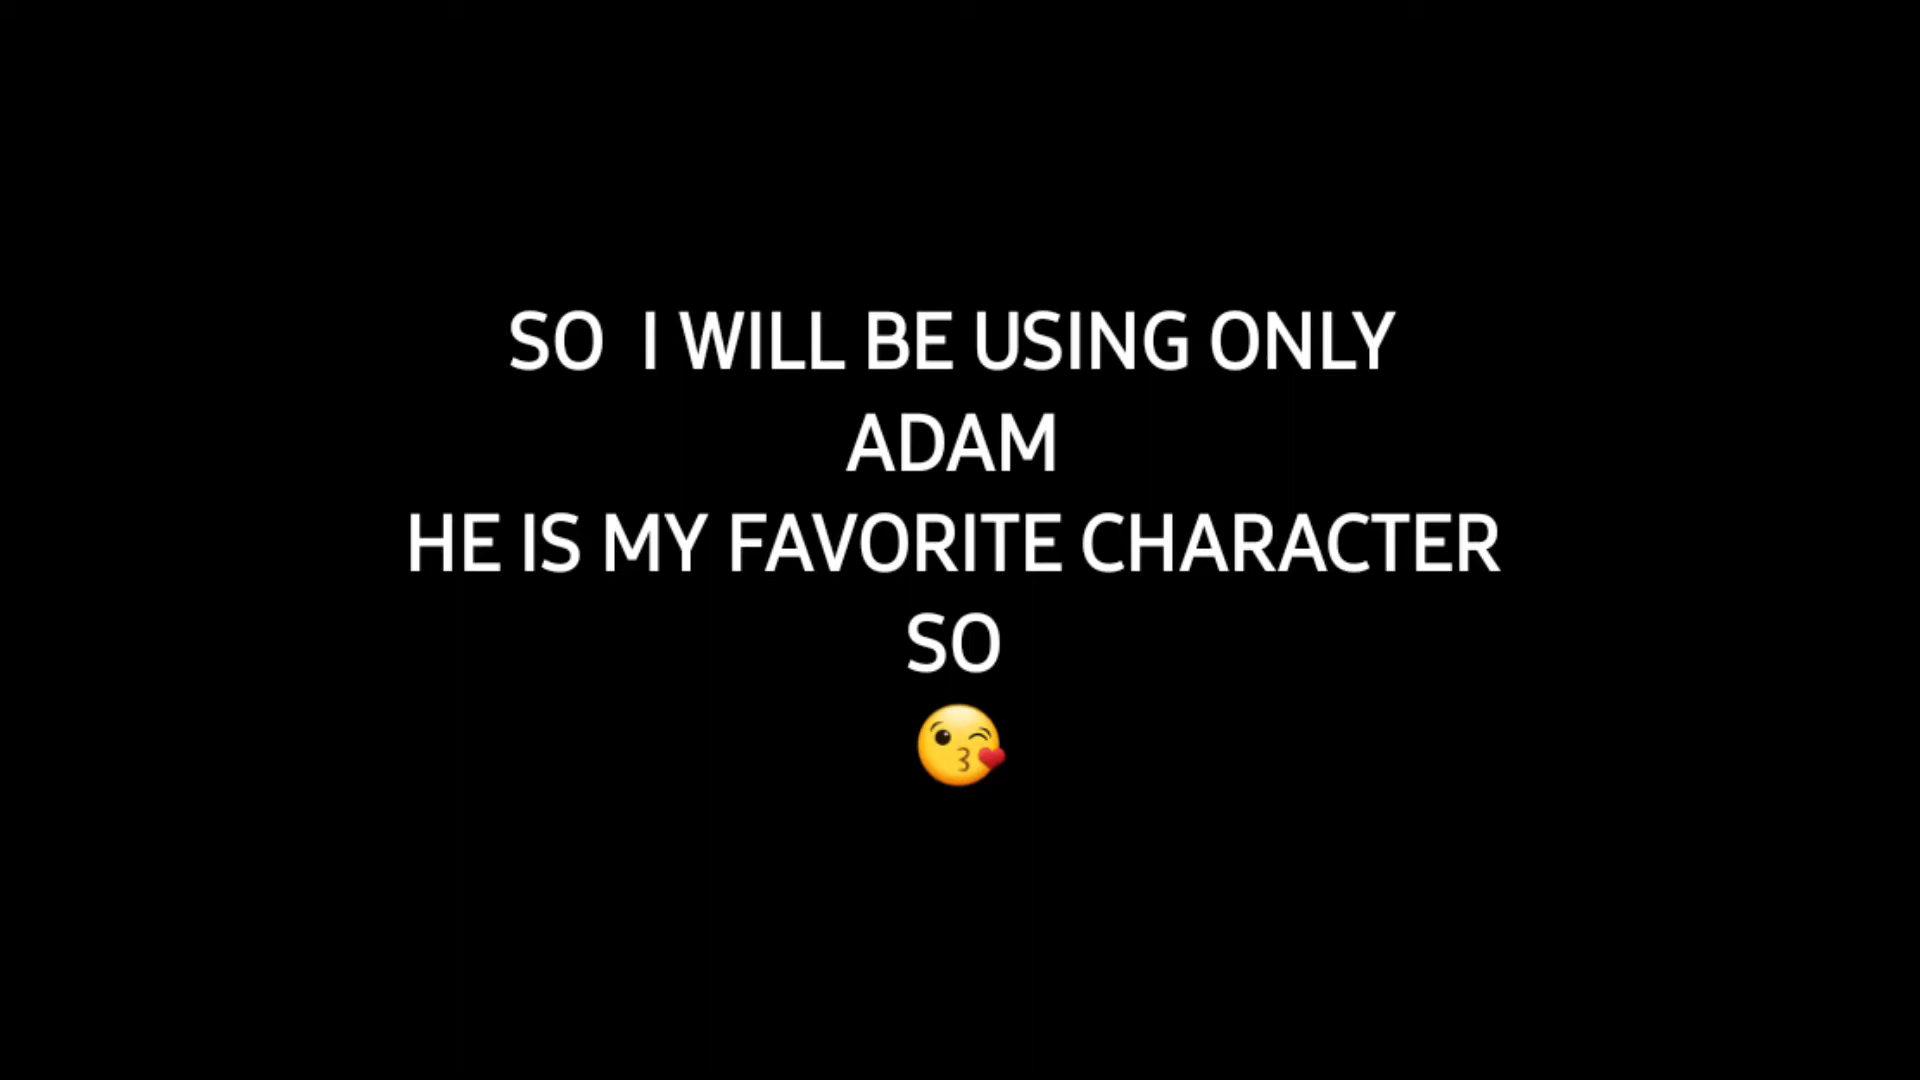 SO  I WILL BE USING ONLY
ADAM
HE IS MY FAVORITE CHARACTER
SO
😘